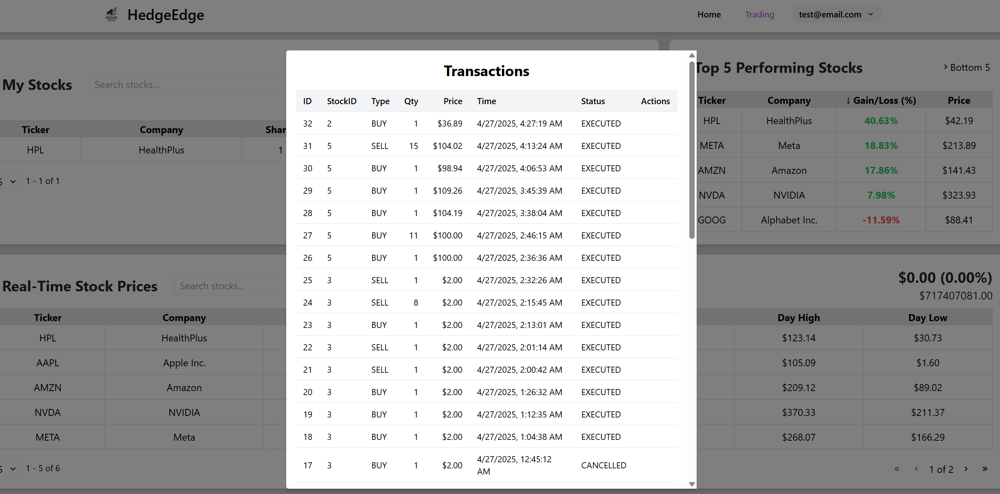 HEDGE
EDGE
HedgeEdge
Home
Trading
test@email.com
My Stocks
Search stocks...
Ticker Company Shar
HPL HealthPlus 1
5 1 - 1 of 1
Top 5 Performing Stocks
Bottom 5
Ticker Company ↓ Gain/Loss (%) Price
HPL HealthPlus 40.63% $42.19
META Meta 18.83% $213.89
AMZN Amazon 17.86% $141.43
NVDA NVIDIA 7.98% $323.93
GOOG Alphabet Inc. -11.59% $88.41
Transactions
ID StockID Type Qty Price Time Status Actions
32 2 BUY 1 $36.89 4/27/2025, 4:27:19 AM EXECUTED
31 5 SELL 15 $104.02 4/27/2025, 4:13:24 AM EXECUTED
30 5 BUY 1 $98.94 4/27/2025, 4:06:53 AM EXECUTED
29 5 BUY 1 $109.26 4/27/2025, 3:45:39 AM EXECUTED
28 5 BUY 1 $104.19 4/27/2025, 3:38:04 AM EXECUTED
27 5 BUY 11 $100.00 4/27/2025, 2:46:15 AM EXECUTED
26 5 BUY 1 $100.00 4/27/2025, 2:36:36 AM EXECUTED
25 3 SELL 1 $2.00 4/27/2025, 2:32:26 AM EXECUTED
24 3 SELL 8 $2.00 4/27/2025, 2:15:45 AM EXECUTED
23 3 BUY 1 $2.00 4/27/2025, 2:13:01 AM EXECUTED
22 3 SELL 1 $2.00 4/27/2025, 2:01:14 AM EXECUTED
21 3 SELL 1 $2.00 4/27/2025, 2:00:42 AM EXECUTED
20 3 BUY 1 $2.00 4/27/2025, 1:26:32 AM EXECUTED
19 3 BUY 1 $2.00 4/27/2025, 1:12:35 AM EXECUTED
18 3 BUY 1 $2.00 4/27/2025, 1:04:38 AM EXECUTED
17 3 BUY 1 $2.00 4/27/2025, 12:45:12 AM CANCELLED
Real-Time Stock Prices
Search stocks...
$0.00 (0.00%)
$717407081.00
Ticker Company Day High Day Low
HPL HealthPlus $123.14 $30.73
AAPL Apple Inc. $105.09 $1.60
AMZN Amazon $209.12 $89.02
NVDA NVIDIA $370.33 $211.37
META Meta $268.07 $166.29
5 1 - 5 of 6
« ‹ 1 of 2 › »